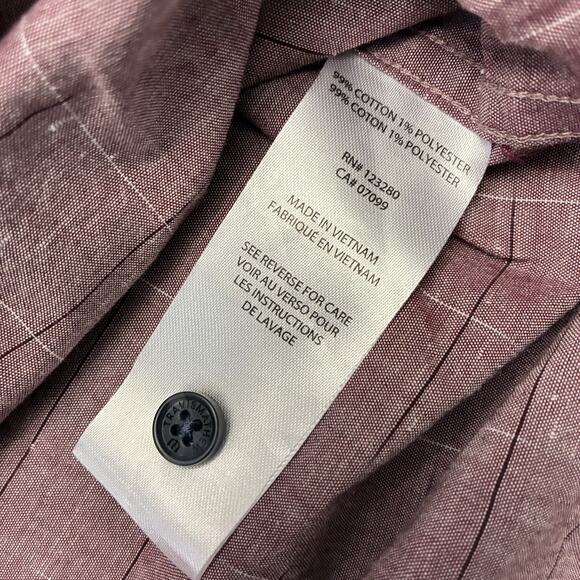 99% COTTON 1% POLYESTER
99% COTON 1% POLYESTER
RN# 123280
CA# 07099
MADE IN VIETNAM
FABRIQUÉ EN VIETNAM
SEE REVERSE FOR CARE
VOIR AU VERSO POUR
LES INSTRUCTIONS
DE LAVAGE
TRAVISMATHEW